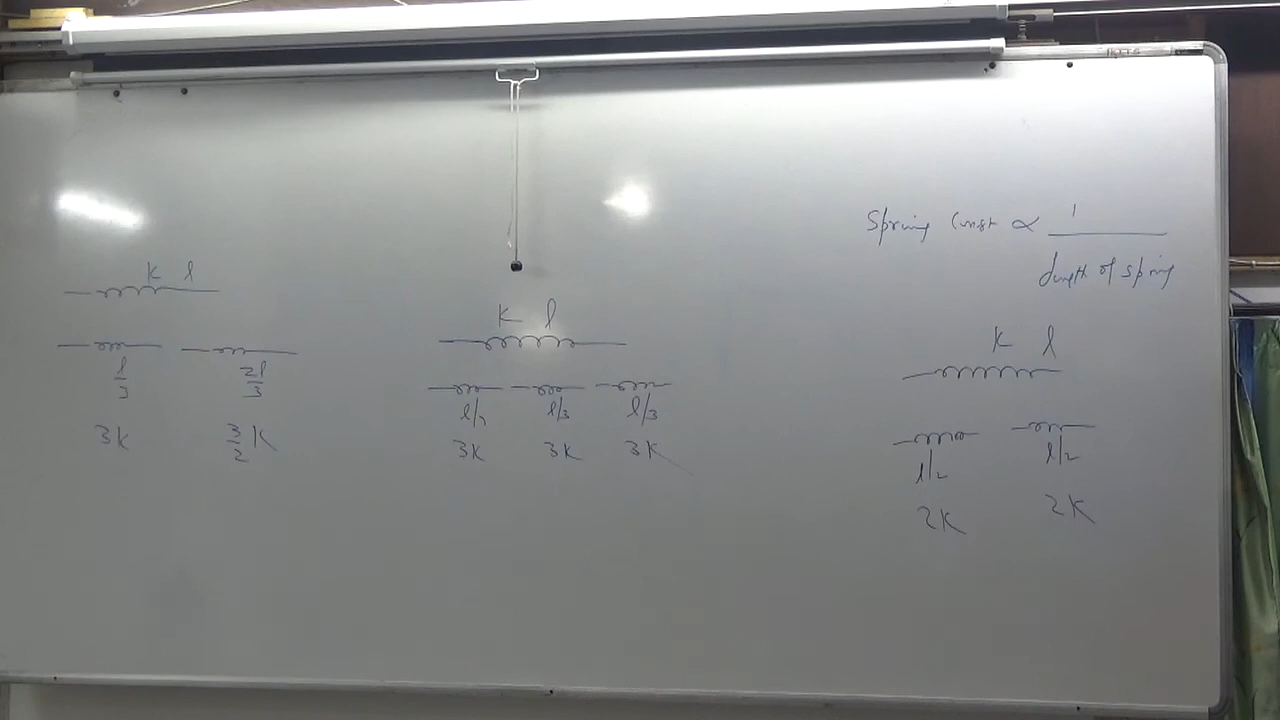 K l
l/3 2l/3
3K 3/2 K
K l
l/3 l/3 l/3
3K 3K 3K
Spring Const ∝ 1 / length of spring
K l
l/2 l/2
2K 2K